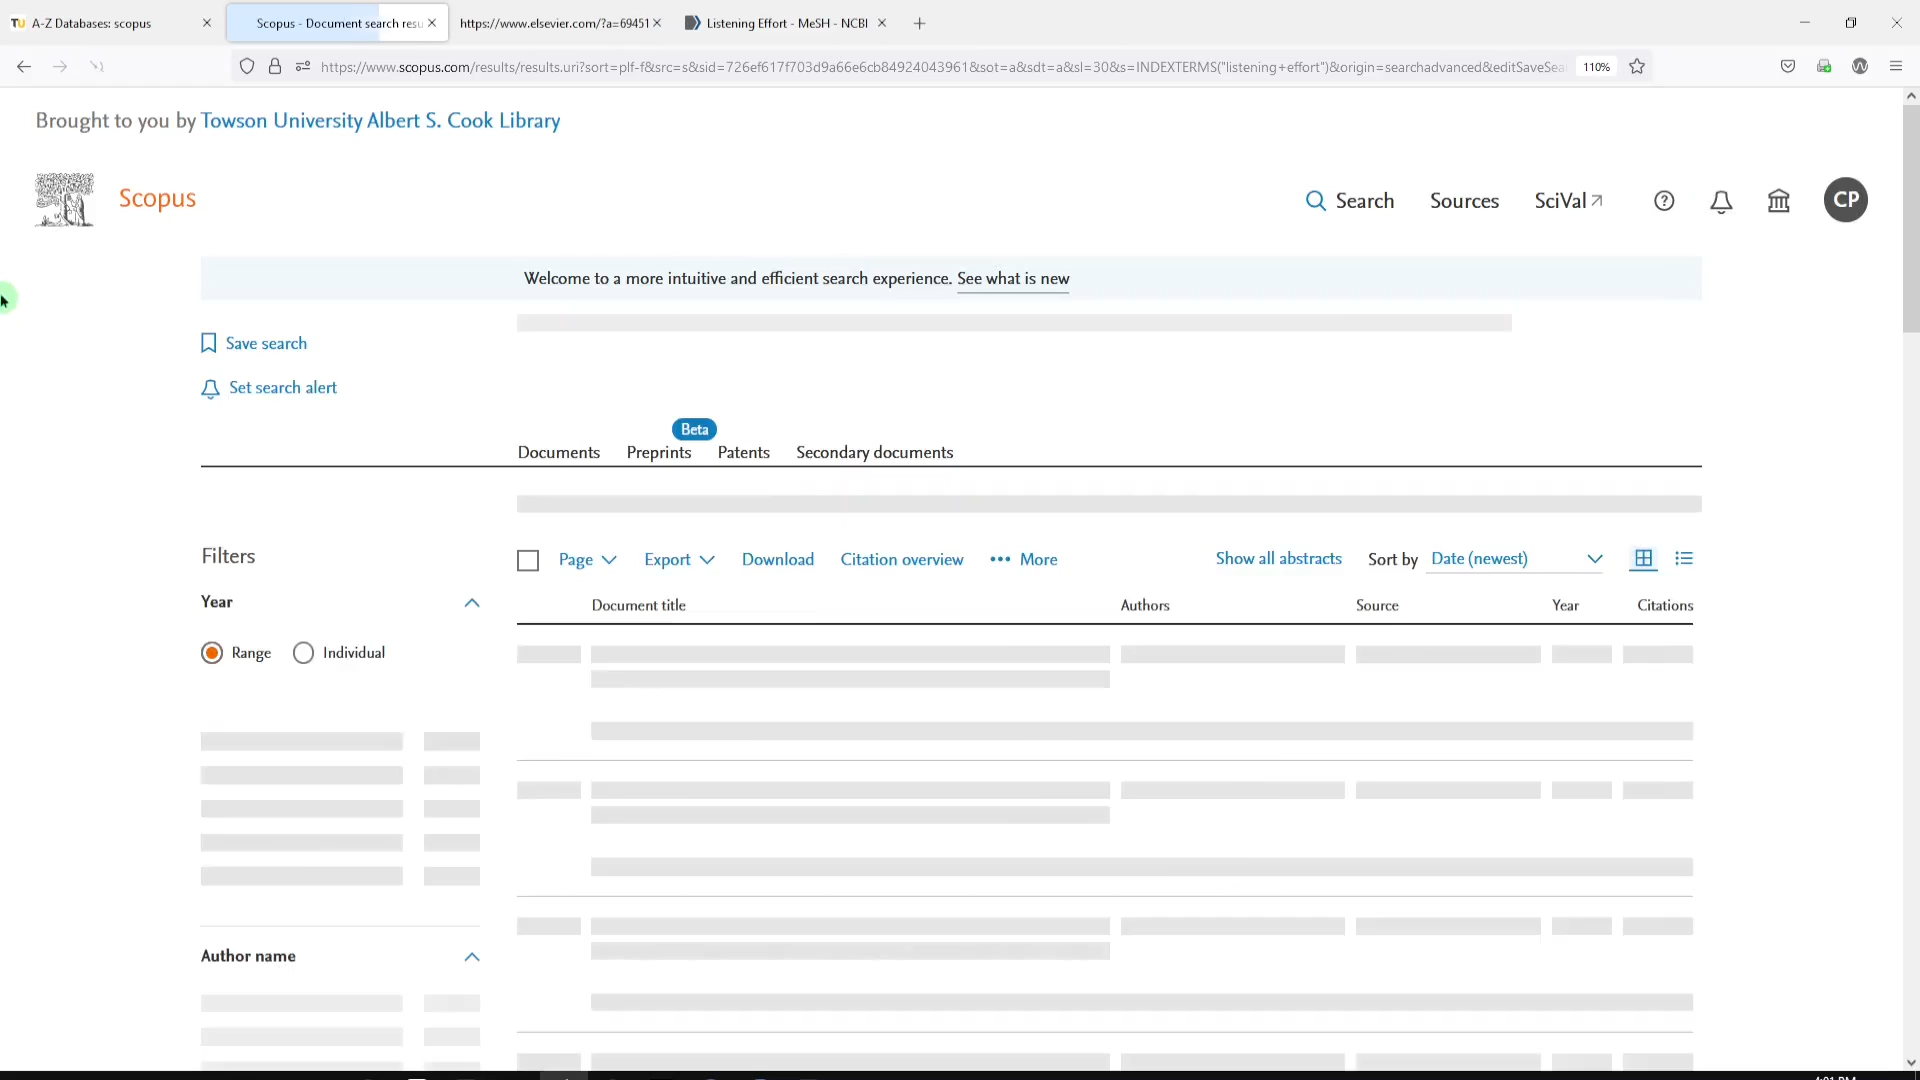 A-Z Databases: scopus
Scopus - Document search resu
https://www.elsevier.com/?a=69451
Listening Effort - MeSH - NCBI
https://www.scopus.com/results/results.uri?sort=plf-f&src=s&sid=726ef617f703d9a66e6cb84924043961&sot=a&sdt=a&sl=30&s=INDEXTERMS("listening+effort")&origin=searchadvanced&editSaveSea
110%
Brought to you by Towson University Albert S. Cook Library
Scopus
Search
Sources
SciVal
CP
Welcome to a more intuitive and efficient search experience. See what is new
Save search
Set search alert
Beta
Documents Preprints Patents Secondary documents
Filters
Page Export Download Citation overview ••• More Show all abstracts Sort by Date (newest)
Year
Document title Authors Source Year Citations
Range Individual
Author name